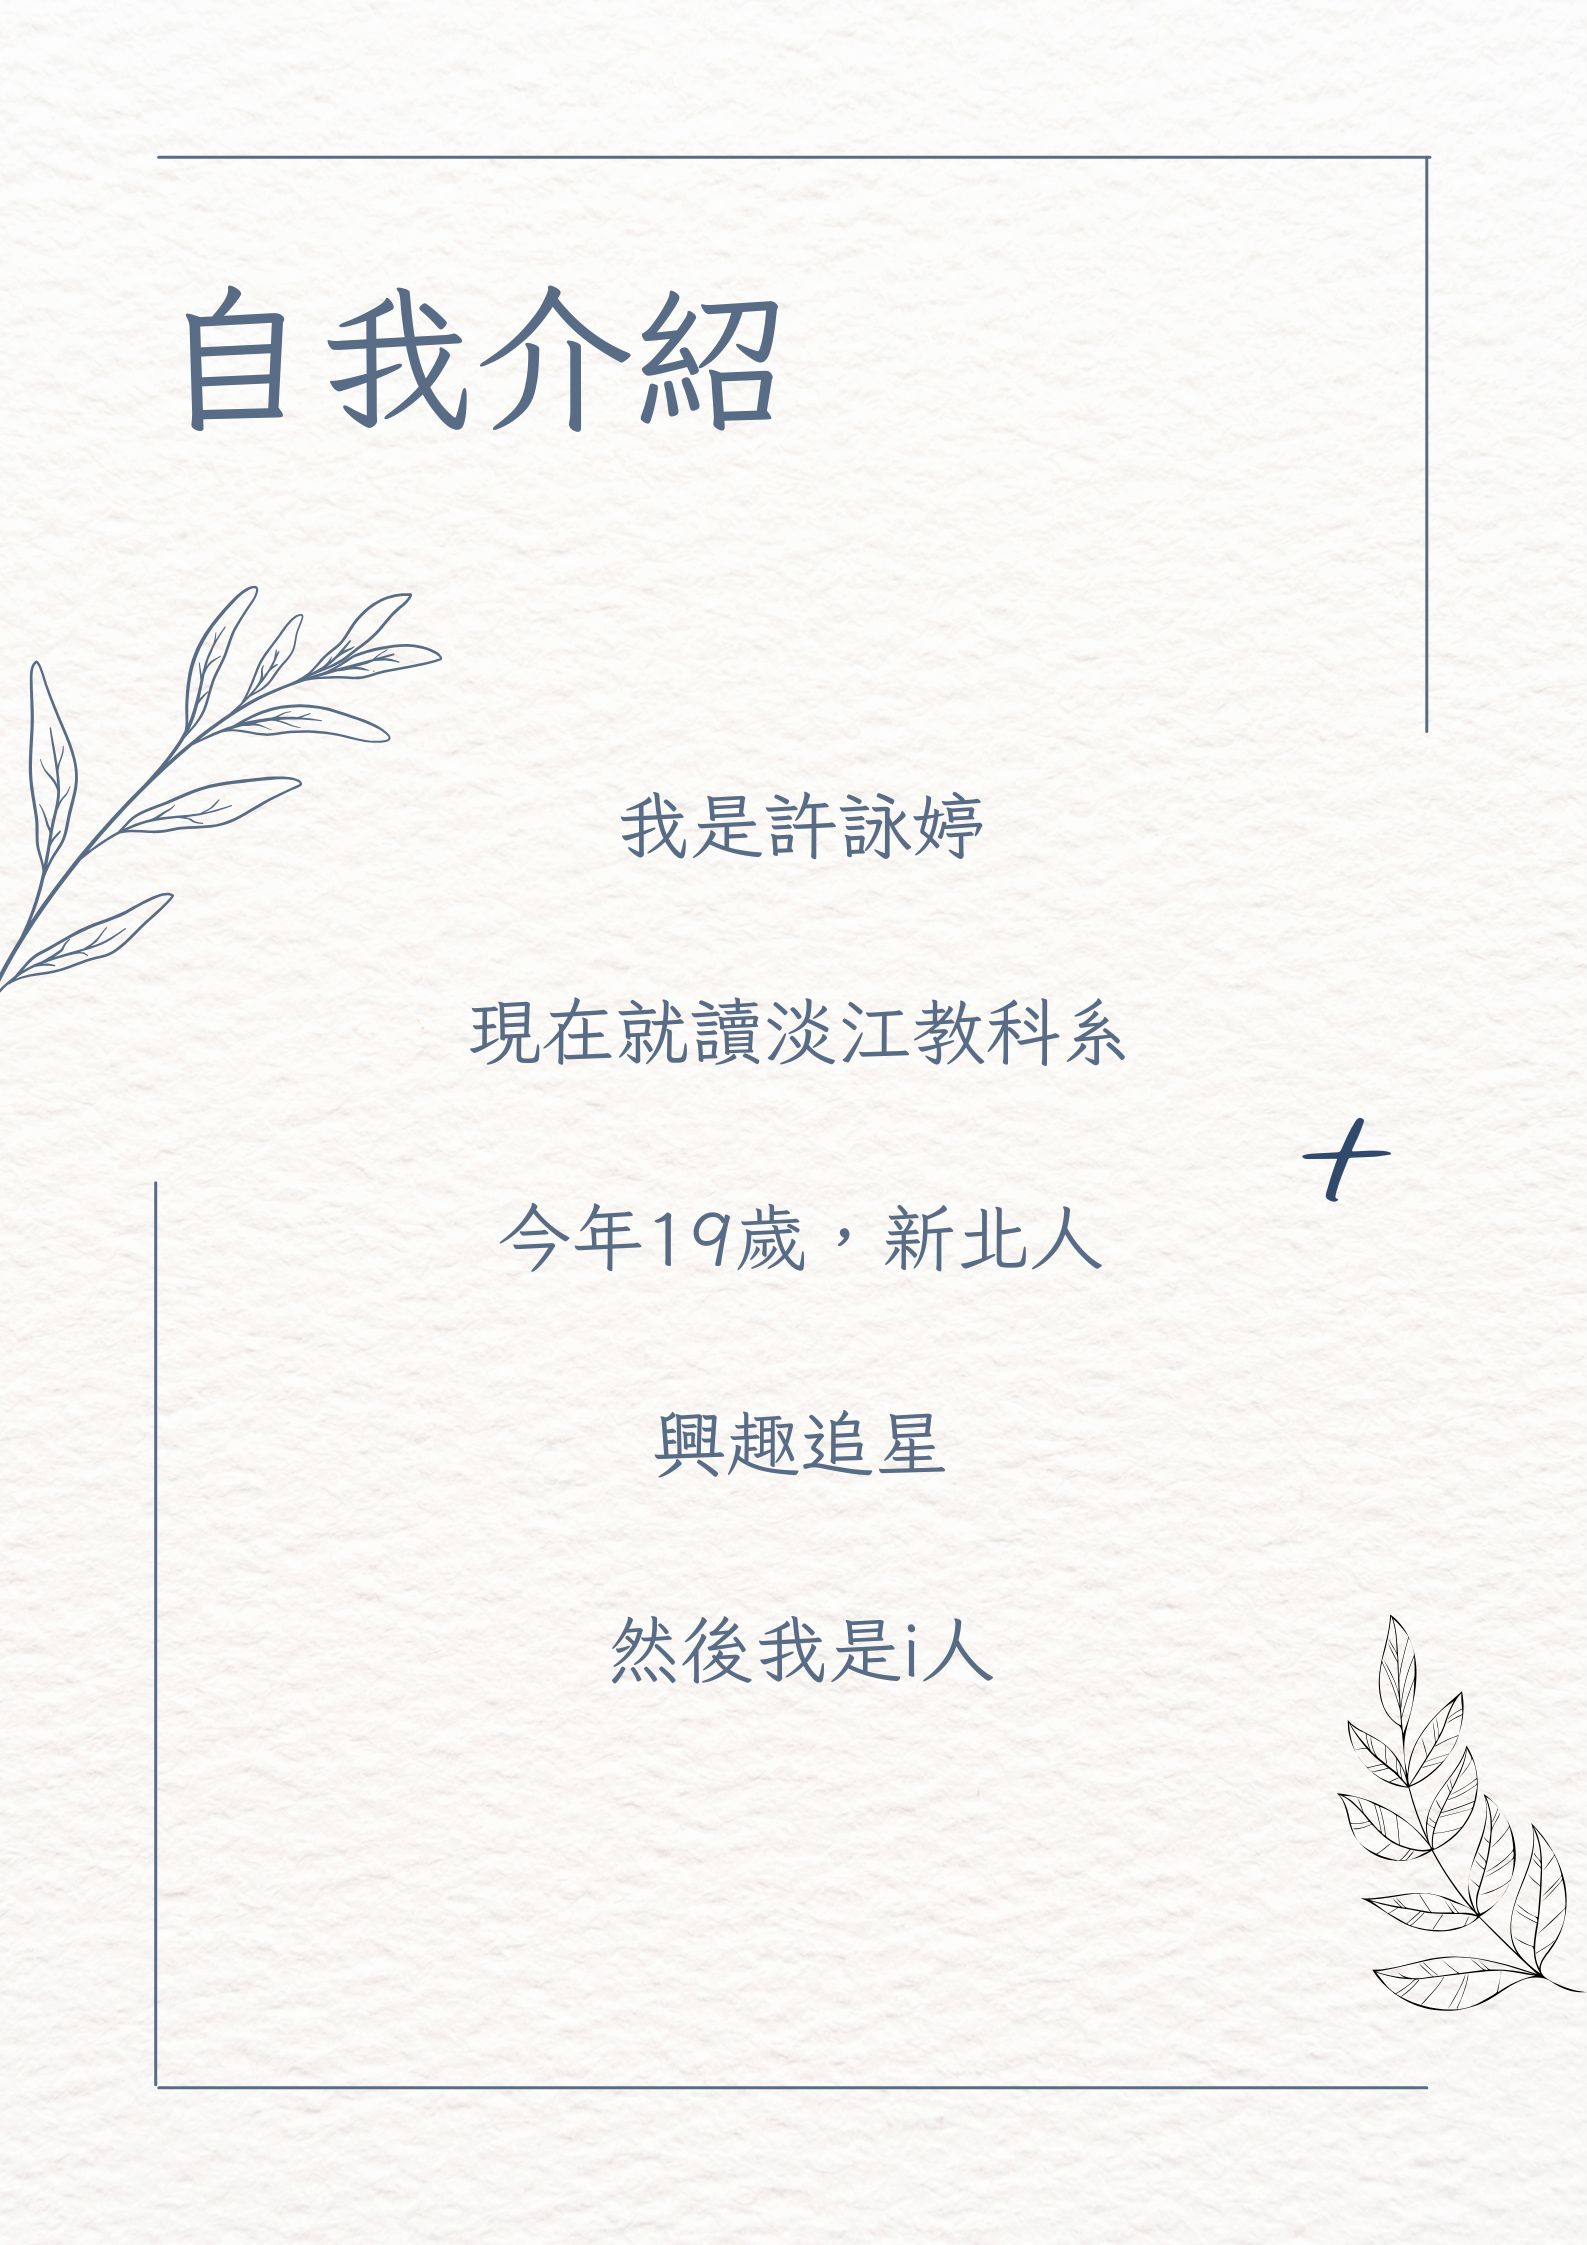 自我介紹
我是許詠婷
現在就讀淡江教科系
今年19歲，新北人
興趣追星
然後我是i人